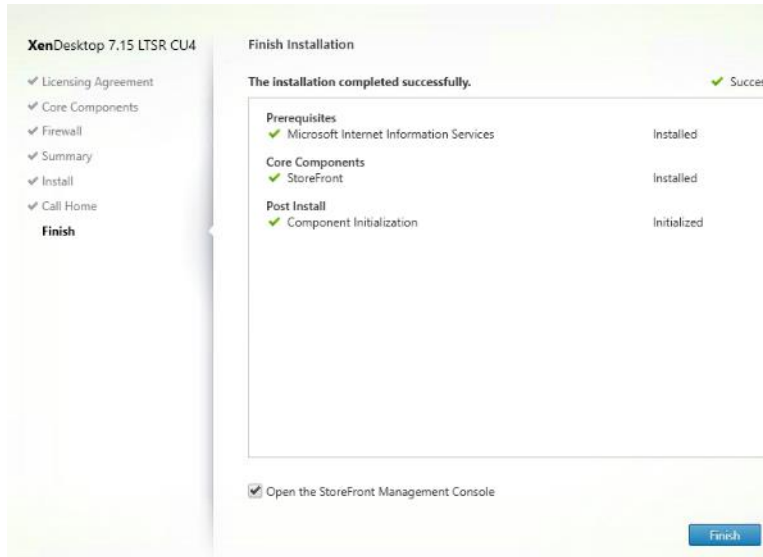 XenDesktop 7.15 LTSR CU4
Licensing Agreement
Core Components
Firewall
Summary
Install
Call Home
Finish
Finish Installation
The installation completed successfully.
Succes
Prerequisites
Microsoft Internet Information Services Installed
Core Components
StoreFront Installed
Post Install
Component Initialization Initialized
Open the StoreFront Management Console
Finish